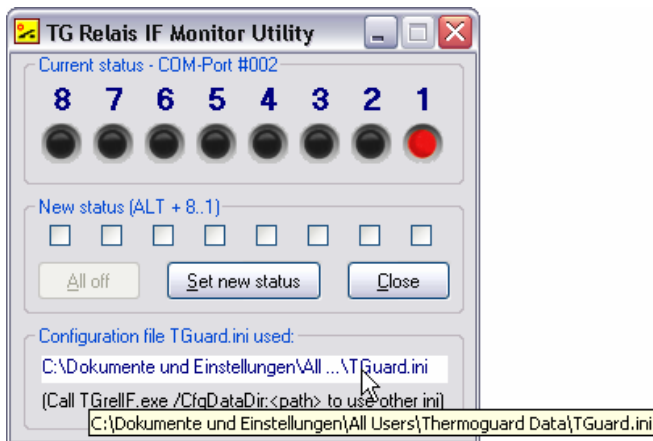 TG Relais IF Monitor Utility
Current status - COM-Port #002
8 7 6 5 4 3 2 1
New status (ALT + 8..1)
All off Set new status Close
Configuration file TGuard.ini used:
C:\Dokumente und Einstellungen\All ...\TGuard.ini
(Call TGrelIF.exe /CfgDataDir:<path> to use other ini)
C:\Dokumente und Einstellungen\All Users\Thermoguard Data\TGuard.ini